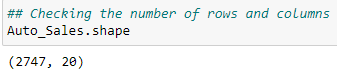 ## Checking the number of rows and columns
Auto_Sales.shape
(2747, 20)